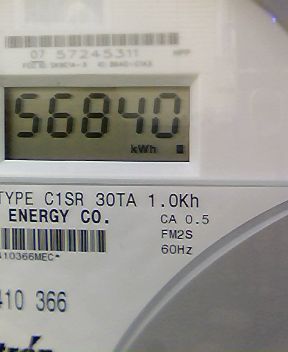 07 57245311
56840
kWh
TYPE C1SR 30TA 1.0Kh
ENERGY CO.
CA 0.5
FM2S
60Hz
410366MEC*
410 366